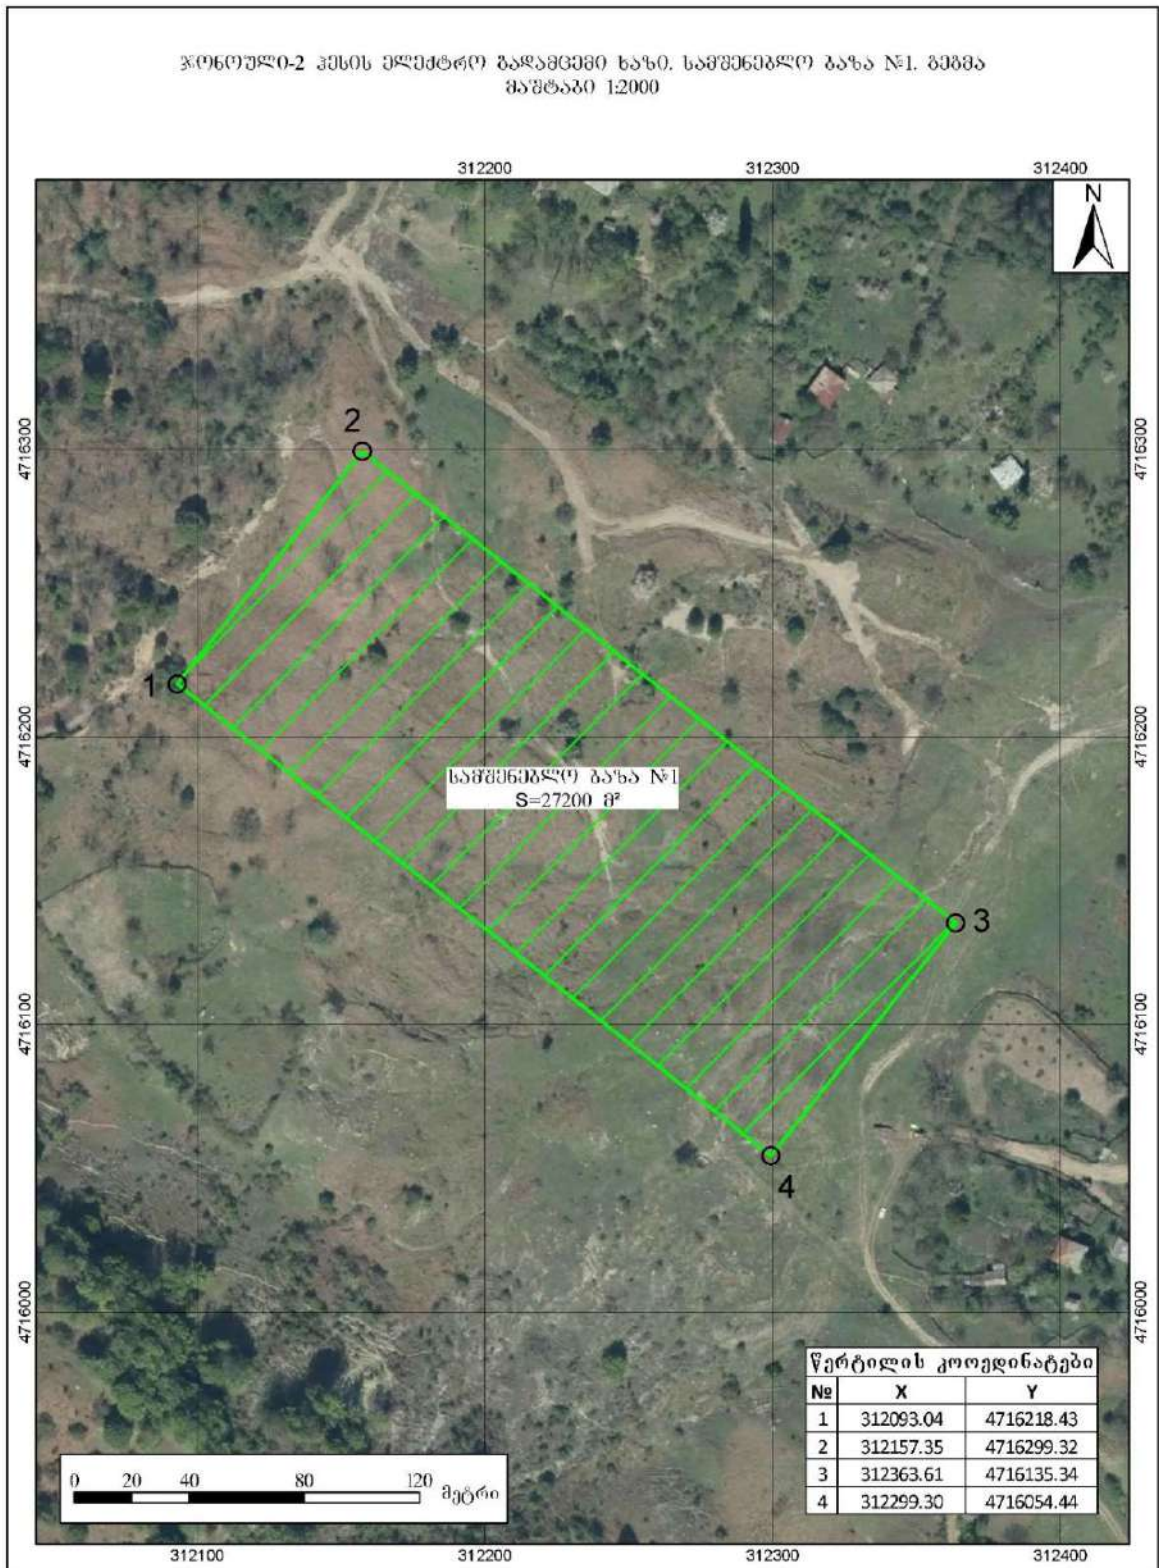 ჯონოული-2 ჰესის ელექტრო გადამცემი ხაზი. სამშენებლო ბაზა №1. გეგმა
მაშტაბი 1:2000
312200 312300 312400
N
2
4716300 4716300
1
4716200 4716200
სამშენებლო ბაზა №1
S=27200 მ²
3
4716100 4716100
4
4716000 4716000
წერტილის კოოედინატები
№ X Y
1 312093.04 4716218.43
2 312157.35 4716299.32
3 312363.61 4716135.34
4 312299.30 4716054.44
0 20 40 80 120
მეტრი
312100 312200 312300 312400